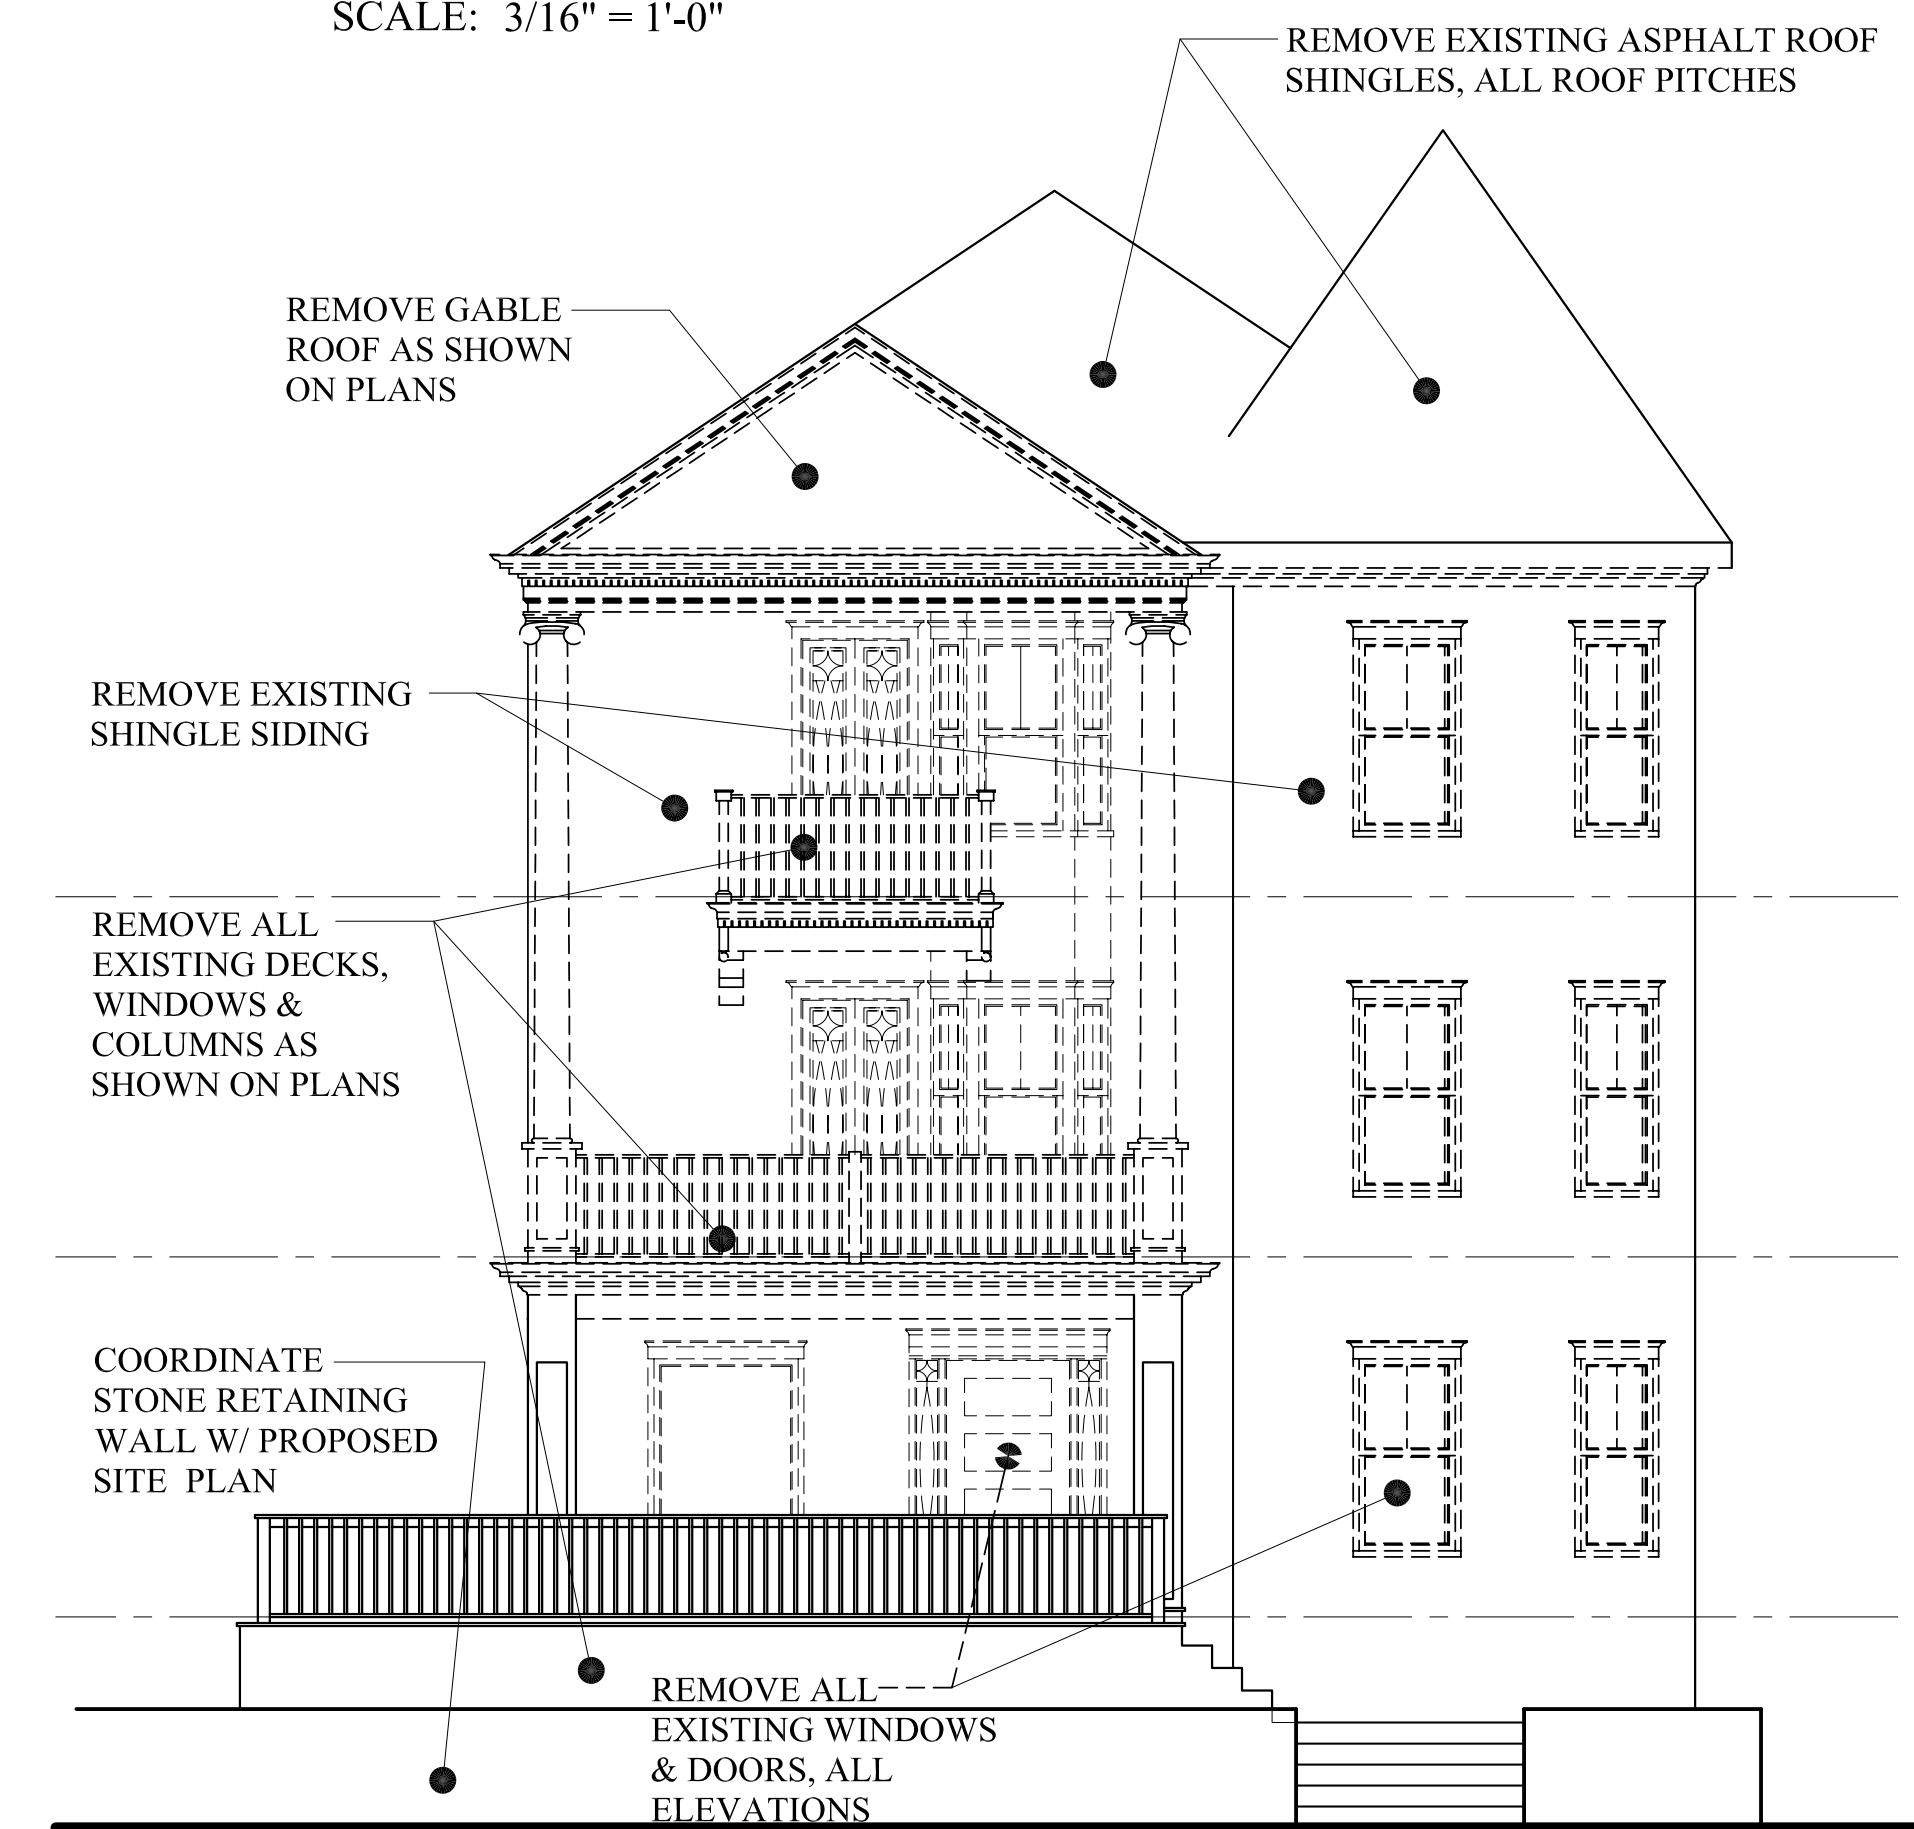 SCALE: 3/16" = 1'-0"
REMOVE EXISTING ASPHALT ROOF
SHINGLES, ALL ROOF PITCHES
REMOVE GABLE
ROOF AS SHOWN
ON PLANS
REMOVE EXISTING
SHINGLE SIDING
REMOVE ALL
EXISTING DECKS,
WINDOWS &
COLUMNS AS
SHOWN ON PLANS
COORDINATE
STONE RETAINING
WALL W/ PROPOSED
SITE PLAN
REMOVE ALL
EXISTING WINDOWS
& DOORS, ALL
ELEVATIONS